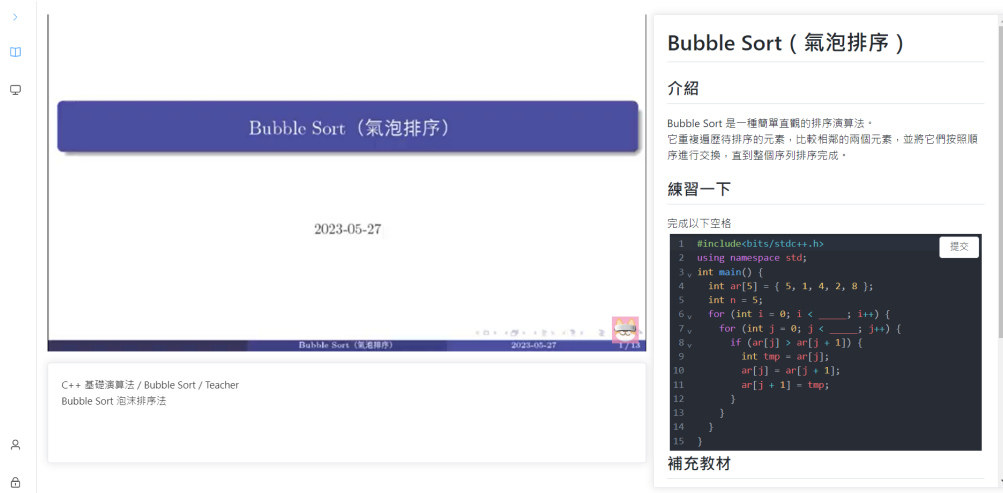 Bubble Sort（氣泡排序）
2023-05-27
Bubble Sort（氣泡排序）
2023-05-27
1 / 13
C++ 基礎演算法 / Bubble Sort / Teacher
Bubble Sort 泡沫排序法
Bubble Sort ( 氣泡排序 )
介紹
Bubble Sort 是一種簡單直觀的排序演算法。
它重複遍歷待排序的元素，比較相鄰的兩個元素，並將它們按照順
序進行交換，直到整個序列排序完成。
練習一下
完成以下空格
提交
1 #include<bits/stdc++.h>
2 using namespace std;
3 int main() {
4   int ar[5] = { 5, 1, 4, 2, 8 };
5   int n = 5;
6   for (int i = 0; i < _____; i++) {
7     for (int j = 0; j < _____; j++) {
8       if (ar[j] > ar[j + 1]) {
9         int tmp = ar[j];
10         ar[j] = ar[j + 1];
11         ar[j + 1] = tmp;
12       }
13     }
14   }
15 }
補充教材